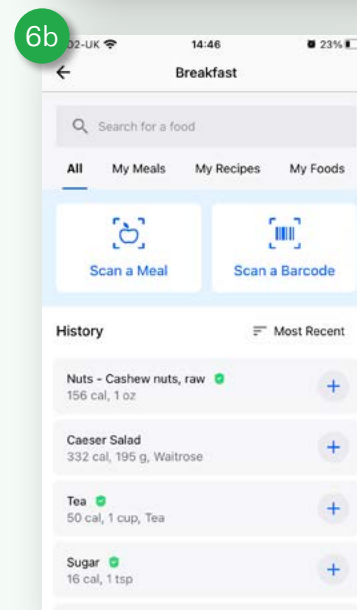 6b
O2-UK 14:46 23%
Breakfast
Search for a food
All My Meals My Recipes My Foods
Scan a Meal Scan a Barcode
History Most Recent
Nuts - Cashew nuts, raw
156 cal, 1 oz
Caeser Salad
332 cal, 195 g, Waitrose
Tea
50 cal, 1 cup, Tea
Sugar
16 cal, 1 tsp